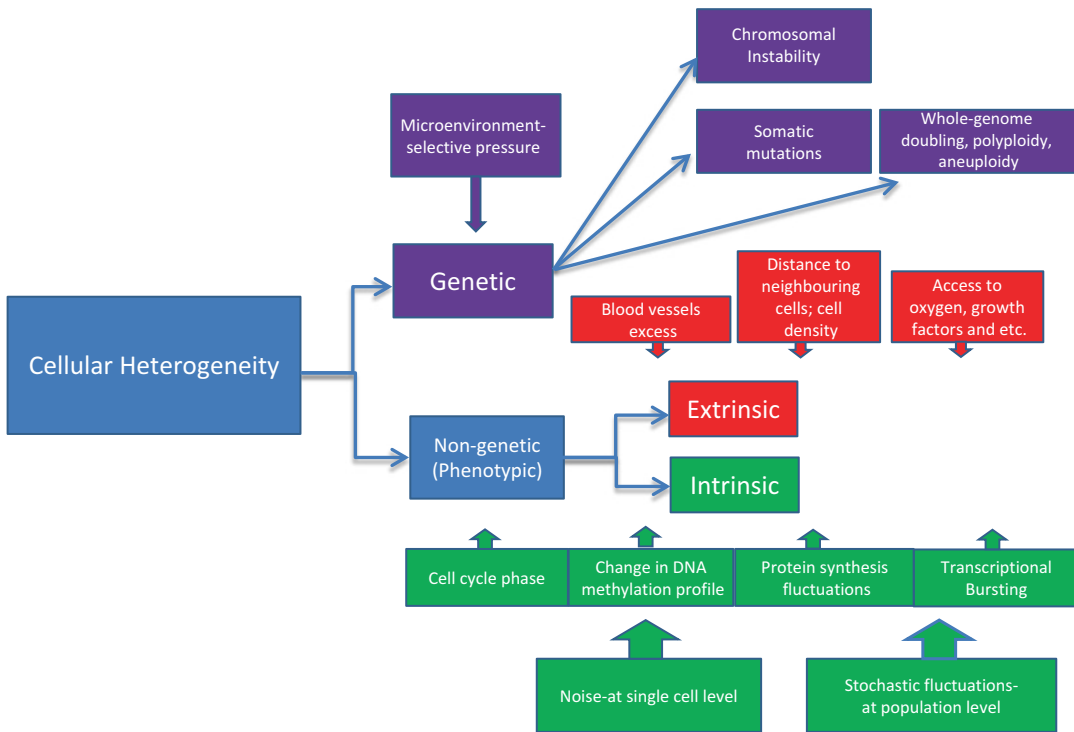 Chromosomal
Instability
Microenvironment-
selective pressure
Somatic
mutations
Whole-genome
doubling, polyploidy,
aneuploidy
Genetic
Blood vessels
excess
Distance to
neighbouring
cells; cell
density
Access to
oxygen, growth
factors and etc.
Cellular Heterogeneity
Extrinsic
Non-genetic
(Phenotypic)
Intrinsic
Cell cycle phase
Change in DNA
methylation profile
Protein synthesis
fluctuations
Transcriptional
Bursting
Noise-at single cell level
Stochastic fluctuations-
at population level